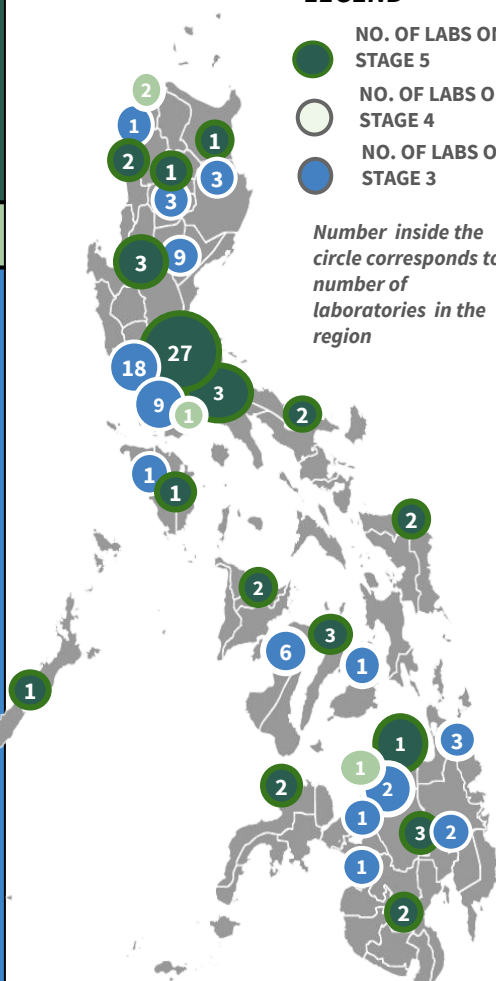 LEGEND
NO. OF LABS ON
STAGE 5
NO. OF LABS O
STAGE 4
NO. OF LABS O
STAGE 3
Number inside the
circle corresponds to
number of
laboratories in the
region
2
1
1
2
1
3
3
3
9
27
18
3
9
1
2
1
1
2
2
3
6
1
1
1
3
1
2
2
1
3
2
1
2